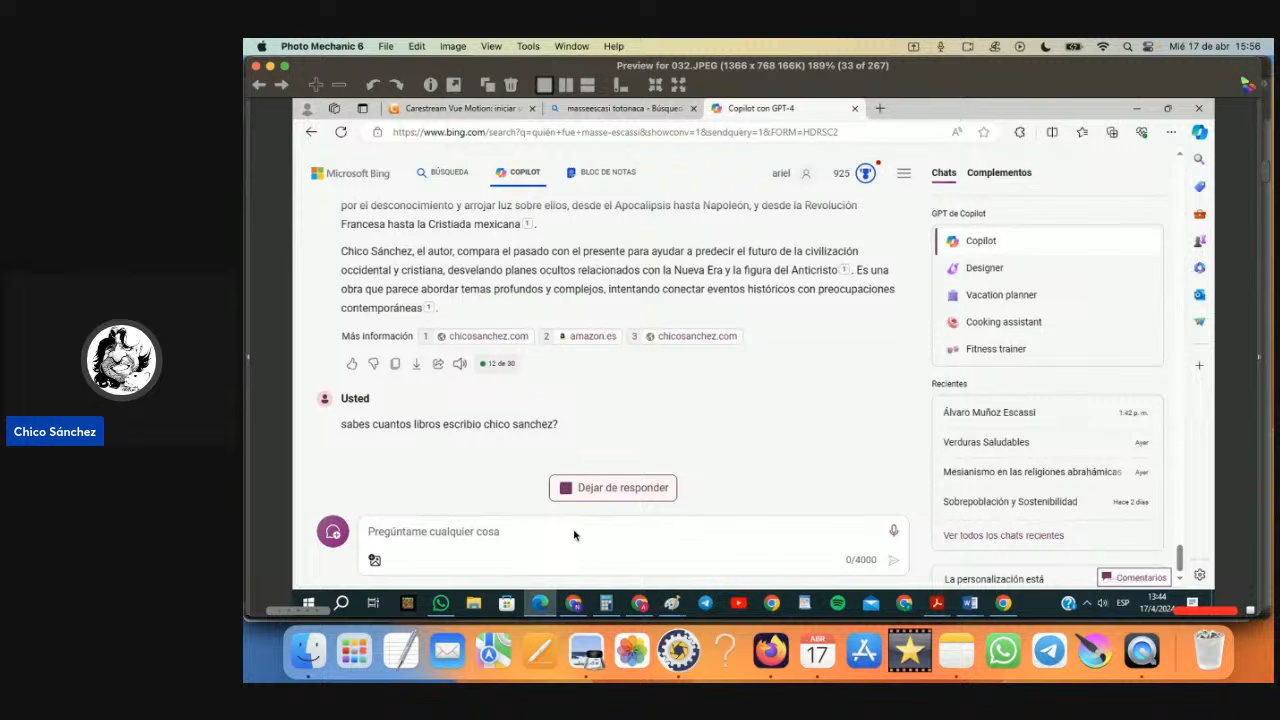 Photo Mechanic 6 File Edit Image View Tools Window Help
Mié 17 de abr 15:56
Preview for 032.JPEG (1366 x 768 166K) 189% (33 of 267)
Carestream Vue Motion: iniciar s
masseescasi totonaca - Búsqued
Copilot con GPT-4
https://www.bing.com/search?q=quién+fue+masse-escassi&showconv=1&sendquery=1&FORM=HDRSC2
Microsoft Bing
BÚSQUEDA
COPILOT
BLOC DE NOTAS
ariel
925
Chats Complementos
por el desconocimiento y arrojar luz sobre ellos, desde el Apocalipsis hasta Napoleón, y desde la Revolución
Francesa hasta la Cristiada mexicana 1 .
Chico Sánchez, el autor, compara el pasado con el presente para ayudar a predecir el futuro de la civilización
occidental y cristiana, desvelando planes ocultos relacionados con la Nueva Era y la figura del Anticristo 1 . Es una
obra que parece abordar temas profundos y complejos, intentando conectar eventos históricos con preocupaciones
contemporáneas 1 .
Más información 1 chicosanchez.com 2 amazon.es 3 chicosanchez.com
12 de 30
Usted
sabes cuantos libros escribio chico sanchez?
Dejar de responder
Pregúntame cualquier cosa
0/4000
GPT de Copilot
Copilot
Designer
Vacation planner
Cooking assistant
Fitness trainer
Recientes
Álvaro Muñoz Escassi 1:42 p. m.
Verduras Saludables Ayer
Mesianismo en las religiones abrahámicas Ayer
Sobrepoblación y Sostenibilidad Hace 2 días
Ver todos los chats recientes
La personalización está
Comentarios
Chico Sánchez
ESP
13:44
17/4/2024
ABR
17